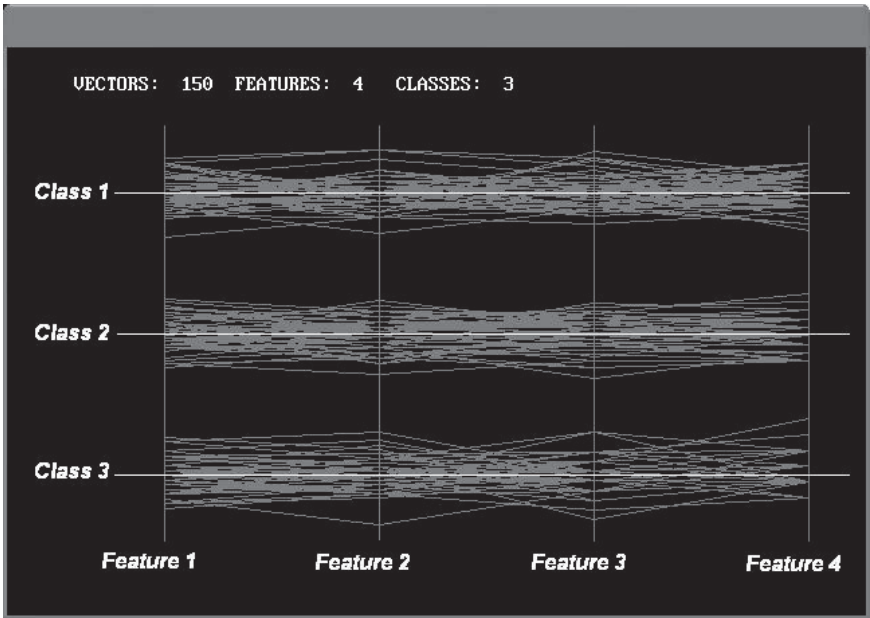 VECTORS: 150 FEATURES: 4 CLASSES: 3
Class 1
Class 2
Class 3
Feature 1 Feature 2 Feature 3 Feature 4